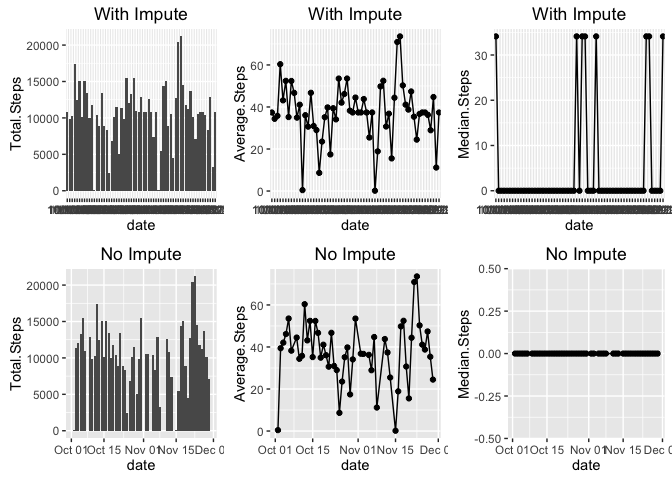 With Impute
With Impute
With Impute
Total.Steps
20000
15000
10000
5000
0
date
Average.Steps
60
40
20
0
date
Median.Steps
30
20
10
0
date
No Impute
No Impute
No Impute
Total.Steps
20000
15000
10000
5000
0
Oct 01 Oct 15 Nov 01 Nov 15 Dec 0
date
Average.Steps
60
40
20
0
Oct 01 Oct 15 Nov 01 Nov 15 Dec 0
date
Median.Steps
0.50
0.25
0.00
-0.25
-0.50
Oct 01 Oct 15 Nov 01 Nov 15 Dec 0
date